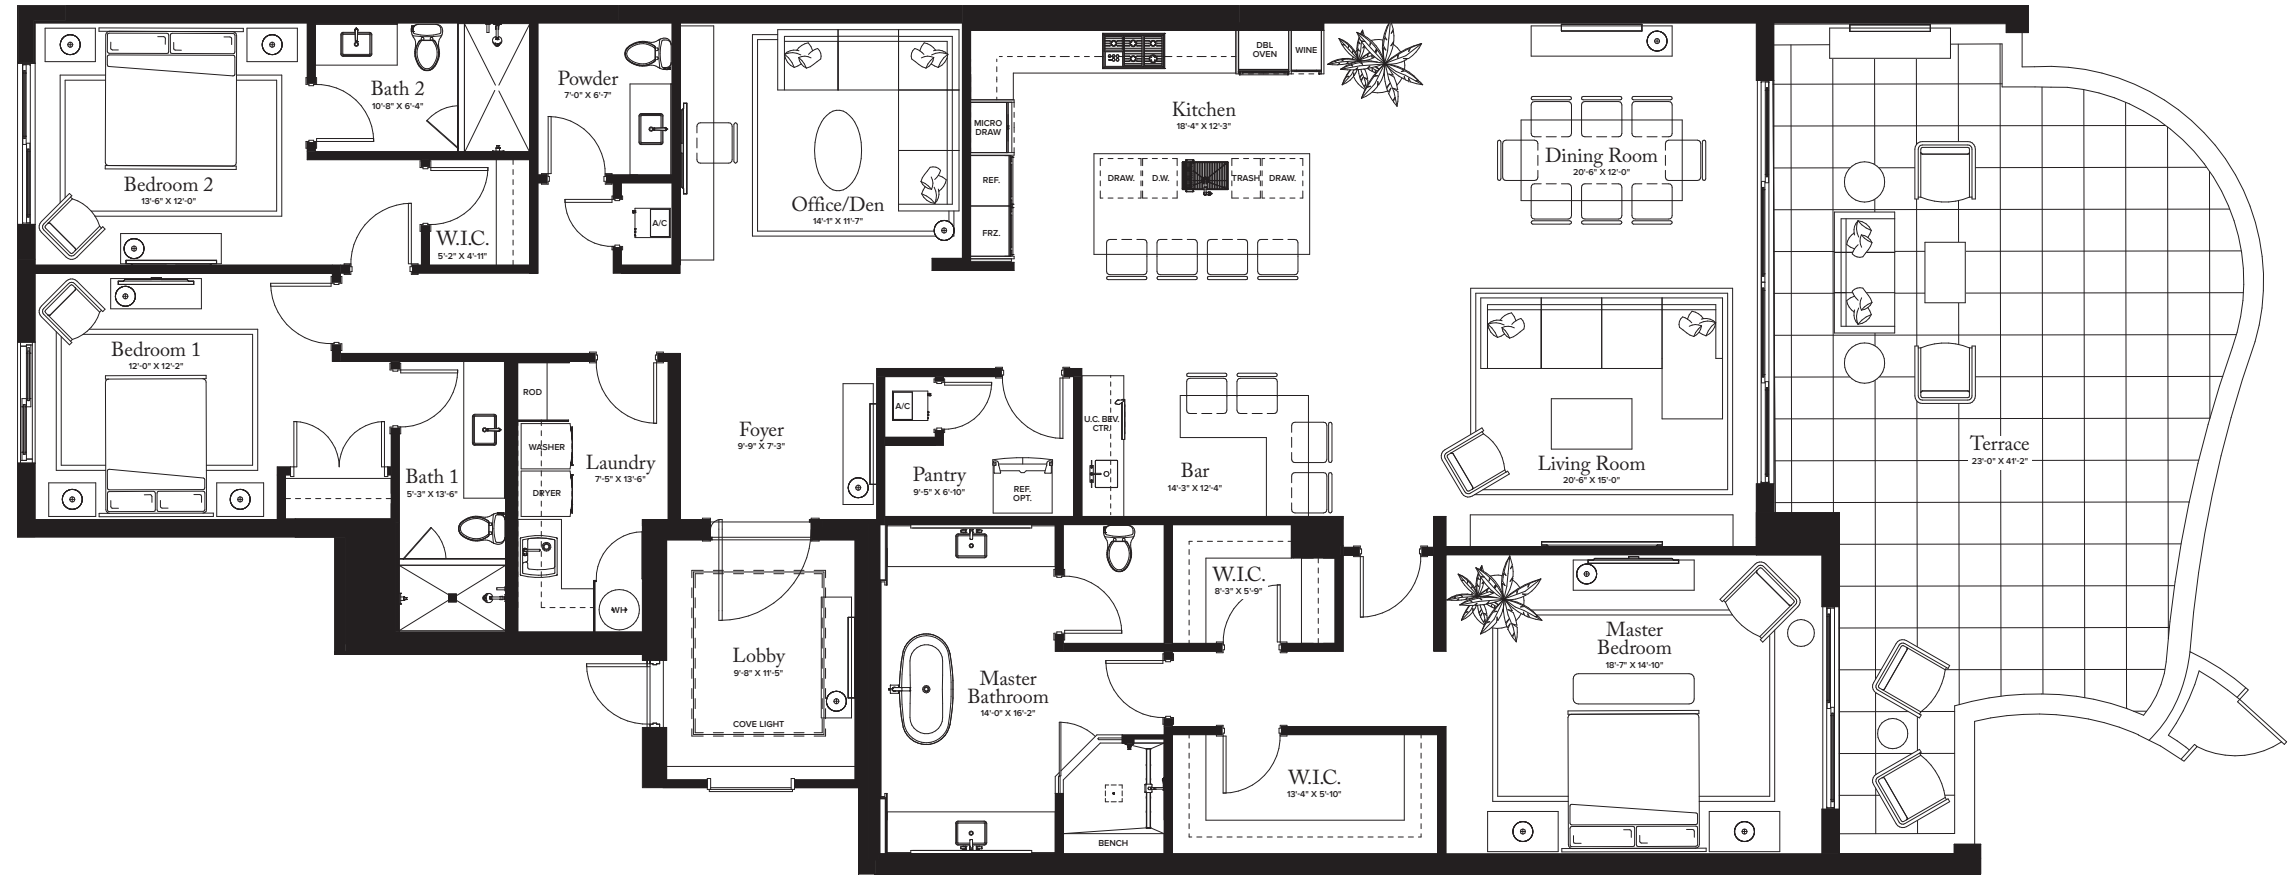 Bedroom 2
13'-6" X 12'-0"
Bath 2
10'-8" X 6'-4"
W.I.C.
5'-2" X 4'-11"
Powder
7'-0" X 6'-7"
A/C
Office/Den
14'-1" X 11'-7"
MICRO
DRAW
REF.
FRZ.
DBL
OVEN
WINE
Kitchen
18'-4" X 12'-3"
DRAW.
D.W.
TRASH
DRAW.
Dining Room
20'-6" X 12'-0"
Bedroom 1
12'-0" X 12'-2"
Bath 1
5'-3" X 13'-6"
ROD
WASHER
DRYER
Laundry
7'-5" X 13'-6"
WH
Foyer
9'-9" X 7'-3"
A/C
Pantry
9'-5" X 6'-10"
REF.
OPT.
U.C. BEV.
CTR.
Bar
14'-3" X 12'-4"
Living Room
20'-6" X 15'-0"
Terrace
23'-0" X 41'-2"
Lobby
9'-8" X 11'-5"
COVE LIGHT
Master
Bathroom
14'-0" X 16'-2"
BENCH
W.I.C.
8'-3" X 5'-9"
W.I.C.
13'-4" X 5'-10"
Master
Bedroom
18'-7" X 14'-10"